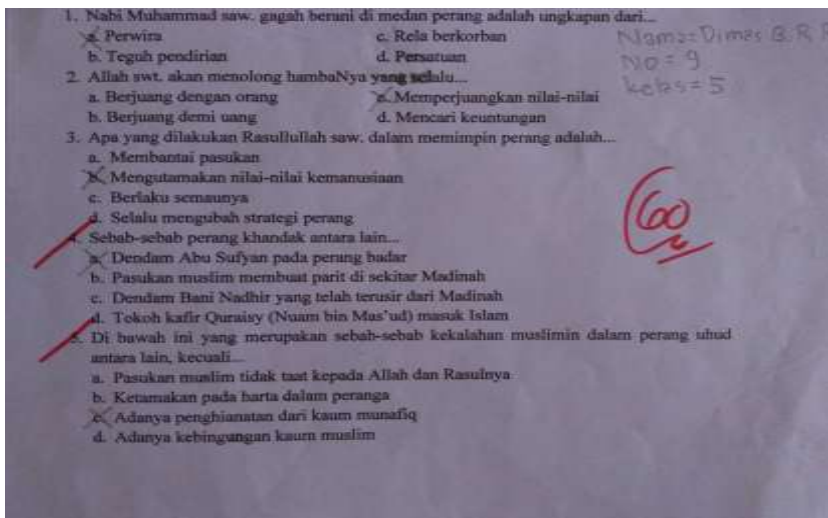 1. Nabi Muhammad saw. gagah berani di medan perang adalah ungkapan dari...
a. Perwira c. Rela berkorban
b. Teguh pendirian d. Persatuan
Nama=Dimas B.R
No = 9
kelas = 5
2. Allah swt. akan menolong hambaNya yang selalu...
a. Berjuang dengan orang c. Memperjuangkan nilai-nilai
b. Berjuang demi uang d. Mencari keuntungan
3. Apa yang dilakukan Rasullullah saw. dalam memimpin perang adalah...
a. Membantai pasukan
b. Mengutamakan nilai-nilai kemanusiaan
c. Berlaku semaunya
d. Selalu mengubah strategi perang
60
4. Sebab-sebab perang khandak antara lain...
a. Dendam Abu Sufyan pada perang badar
b. Pasukan muslim membuat parit di sekitar Madinah
c. Dendam Bani Nadhir yang telah terusir dari Madinah
d. Tokoh kafir Quraisy (Nuam bin Mas'ud) masuk Islam
5. Di bawah ini yang merupakan sebab-sebab kekalahan muslimin dalam perang uhud
antara lain, kecuali...
a. Pasukan muslim tidak taat kepada Allah dan Rasulnya
b. Ketamakan pada harta dalam peranga
c. Adanya penghianatan dari kaum munafiq
d. Adanya kebingungan kaum muslim